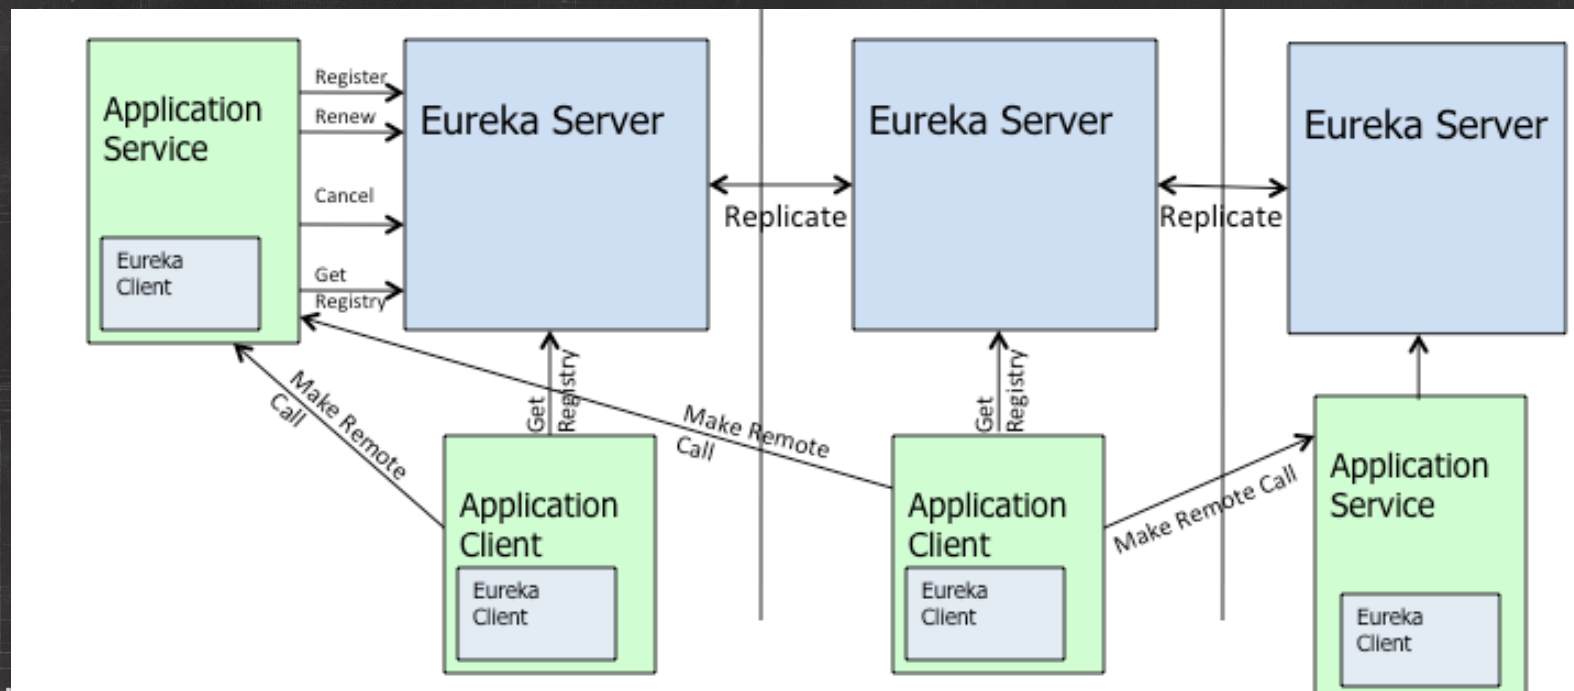 Application
Service
Eureka
Client
Register
Renew
Cancel
Get
Registry
Eureka Server
Replicate
Eureka Server
Replicate
Eureka Server
Make Remote
Call
Get
Registry
Make Remote
Call
Get
Registry
Make Remote Call
Application
Client
Eureka
Client
Application
Client
Eureka
Client
Application
Service
Eureka
Client